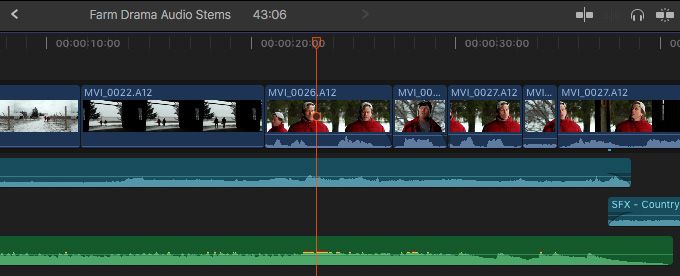 Farm Drama Audio Stems 43:06
00:00:10:00 00:00:20:00 00:00:30:00 00
MVI_0022.A12 MVI_0026.A12 MVI_00... MVI_0027.A12 MVI... MVI_0027.A12
SFX - Country